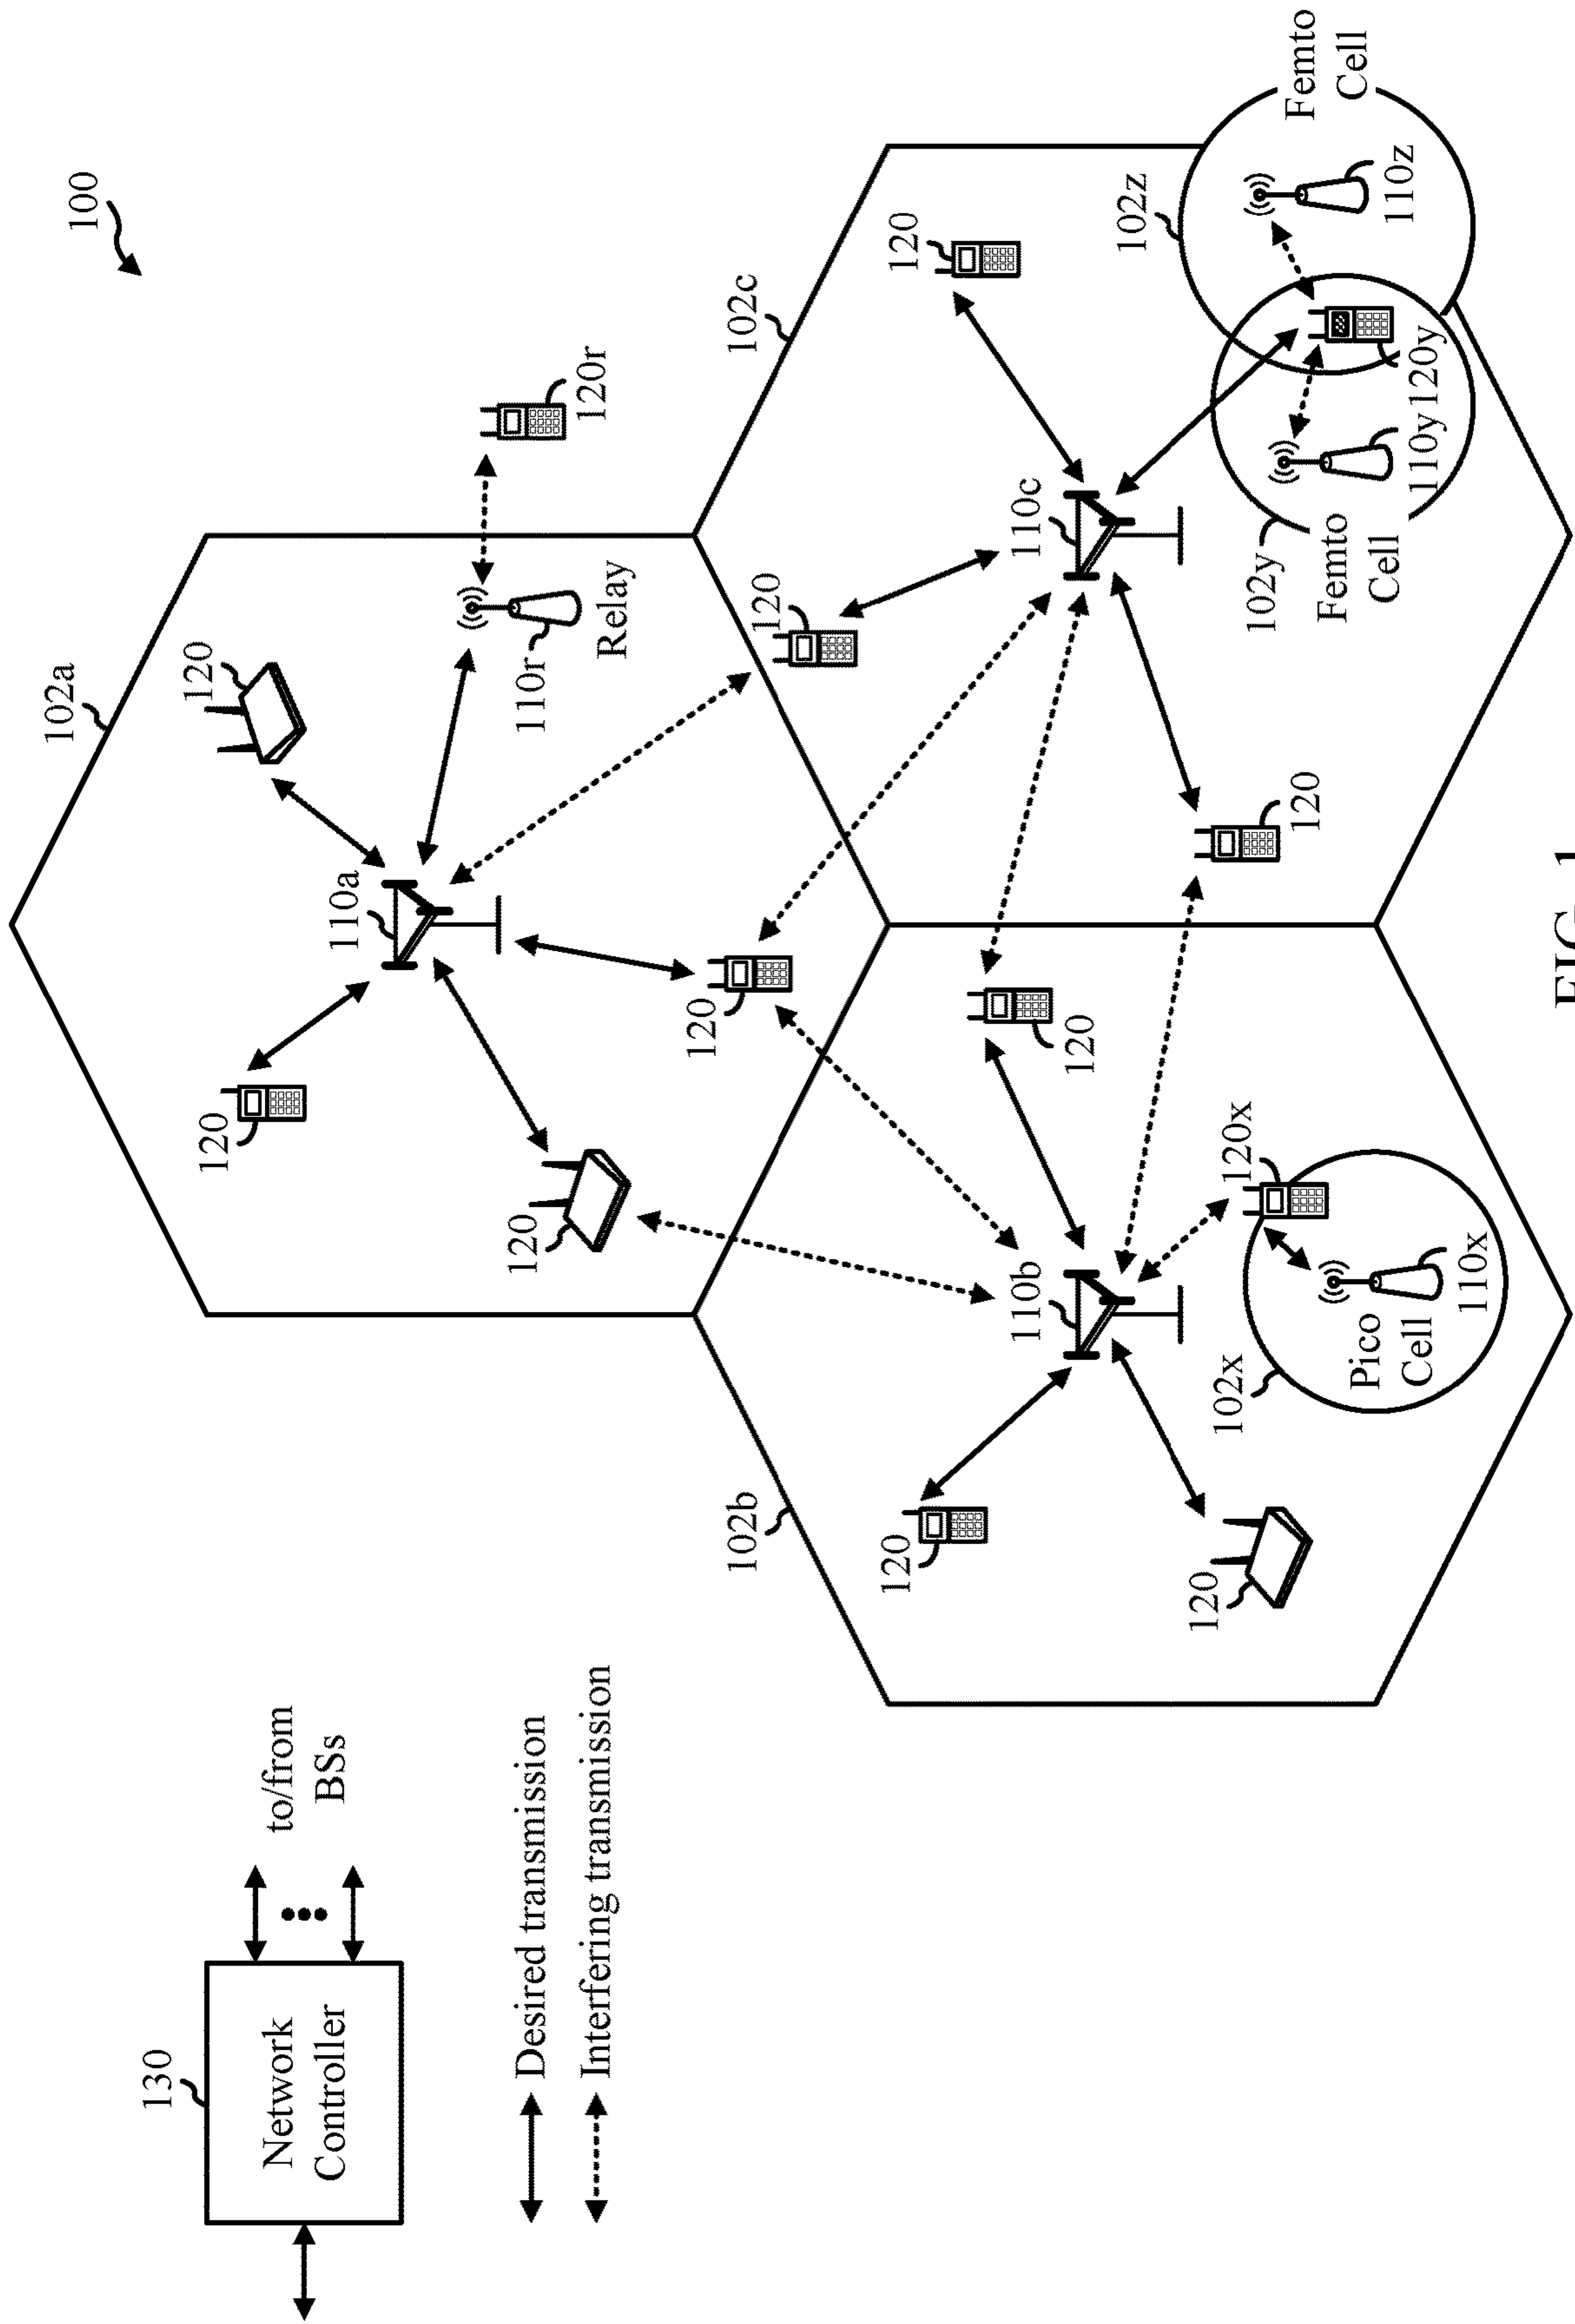 100
102a
130
120
120
Network
Controller
to/from
BSs
110a
120
Desired transmission
Interfering transmission
110r
Relay
120r
120
102b
102c
120
120
120
110b
110c
120
102z
120
102x
120x
120
102y
Femto
Cell
Femto
Cell
Pico
Cell
110z
110y
120y
110x
FIG. 1